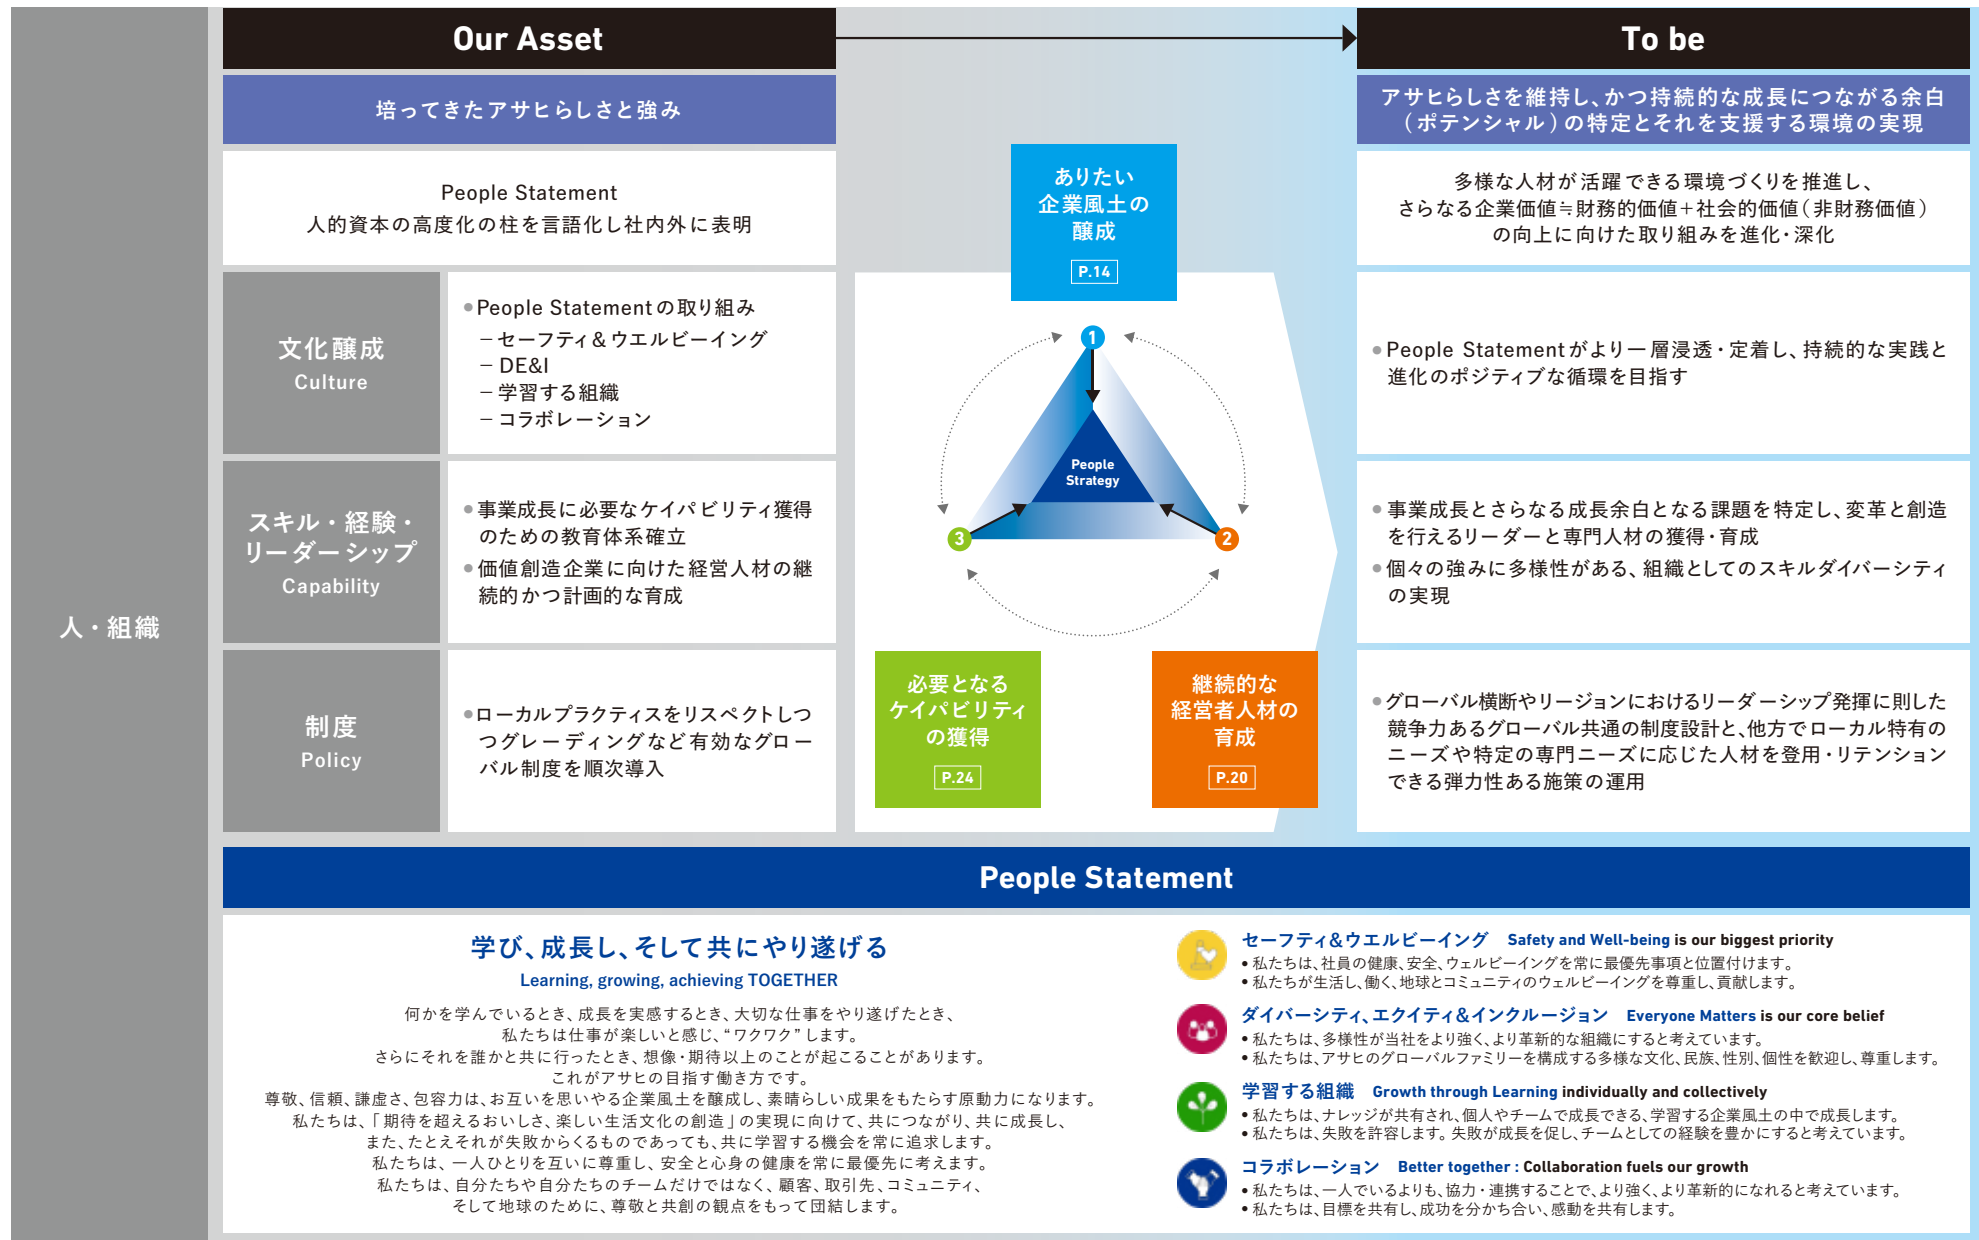 人・組織
Our Asset
To be
培ってきたアサヒらしさと強み
アサヒらしさを維持し、かつ持続的な成長につながる余白
(ポテンシャル)の特定とそれを支援する環境の実現
People Statement
人的資本の高度化の柱を言語化し社内外に表明
ありたい
企業風土の
醸成
P.14
多様な人材が活躍できる環境づくりを推進し、
さらなる企業価値≒財務的価値+社会的価値(非財務価値)
の向上に向けた取り組みを進化・深化
文化醸成
Culture
●People Statementの取り組み
－セーフティ&ウエルビーイング
－DE&I
－学習する組織
－コラボレーション
1
People
Strategy
3
2
●People Statementがより一層浸透・定着し、持続的な実践と
進化のポジティブな循環を目指す
スキル・経験・
リーダーシップ
Capability
●事業成長に必要なケイパビリティ獲得
のための教育体系確立
●価値創造企業に向けた経営人材の継
続的かつ計画的な育成
●事業成長とさらなる成長余白となる課題を特定し、変革と創造
を行えるリーダーと専門人材の獲得・育成
●個々の強みに多様性がある、組織としてのスキルダイバーシティ
の実現
制度
Policy
●ローカルプラクティスをリスペクトしつ
つグレーディングなど有効なグロー
バル制度を順次導入
必要となる
ケイパビリティ
の獲得
P.24
継続的な
経営者人材の
育成
P.20
●グローバル横断やリージョンにおけるリーダーシップ発揮に則した
競争力あるグローバル共通の制度設計と、他方でローカル特有の
ニーズや特定の専門ニーズに応じた人材を登用・リテンション
できる弾力性ある施策の運用
People Statement
学び、成長し、そして共にやり遂げる
Learning, growing, achieving TOGETHER
何かを学んでいるとき、成長を実感するとき、大切な仕事をやり遂げたとき、
私たちは仕事が楽しいと感じ、“ワクワク”します。
さらにそれを誰かと共に行ったとき、想像・期待以上のことが起こることがあります。
これがアサヒの目指す働き方です。
尊敬、信頼、謙虚さ、包容力は、お互いを思いやる企業風土を醸成し、素晴らしい成果をもたらす原動力になります。
私たちは、「期待を超えるおいしさ、楽しい生活文化の創造」の実現に向けて、共につながり、共に成長し、
また、たとえそれが失敗からくるものであっても、共に学習する機会を常に追求します。
私たちは、一人ひとりを互いに尊重し、安全と心身の健康を常に最優先に考えます。
私たちは、自分たちや自分たちのチームだけではなく、顧客、取引先、コミュニティ、
そして地球のために、尊敬と共創の観点をもって団結します。
セーフティ&ウエルビーイング Safety and Well-being is our biggest priority
• 私たちは、社員の健康、安全、ウェルビーイングを常に最優先事項と位置付けます。
• 私たちが生活し、働く、地球とコミュニティのウェルビーイングを尊重し、貢献します。
ダイバーシティ、エクイティ&インクルージョン Everyone Matters is our core belief
• 私たちは、多様性が当社をより強く、より革新的な組織にすると考えています。
• 私たちは、アサヒのグローバルファミリーを構成する多様な文化、民族、性別、個性を歓迎し、尊重します。
学習する組織 Growth through Learning individually and collectively
• 私たちは、ナレッジが共有され、個人やチームで成長できる、学習する企業風土の中で成長します。
• 私たちは、失敗を許容します。失敗が成長を促し、チームとしての経験を豊かにすると考えています。
コラボレーション Better together : Collaboration fuels our growth
• 私たちは、一人でいるよりも、協力・連携することで、より強く、より革新的になれると考えています。
• 私たちは、目標を共有し、成功を分かち合い、感動を共有します。